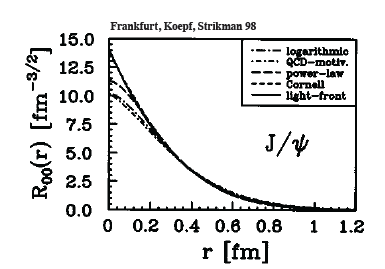 Frankfurt, Koepf, Strikman 98
R₀₀(r) [fm⁻³/²]
15.0
12.5
10.0
7.5
5.0
2.5
0.0
logarithmic
QCD-motiv.
power-law
Cornell
light-front
J/ψ
0 0.2 0.4 0.6 0.8 1 1.2
r [fm]